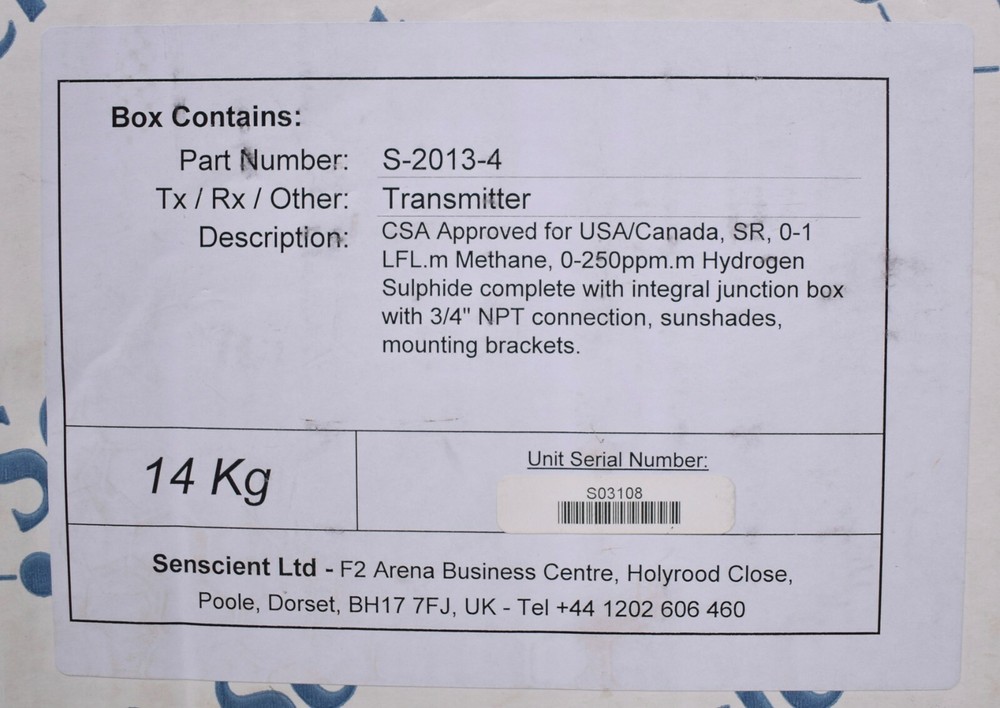 Box Contains:
Part Number: S-2013-4
Tx / Rx / Other: Transmitter
Description: CSA Approved for USA/Canada, SR, 0-1
LFL.m Methane, 0-250ppm.m Hydrogen
Sulphide complete with integral junction box
with 3/4" NPT connection, sunshades,
mounting brackets.
14 Kg
Unit Serial Number:
S03108
Senscient Ltd - F2 Arena Business Centre, Holyrood Close,
Poole, Dorset, BH17 7FJ, UK - Tel +44 1202 606 460